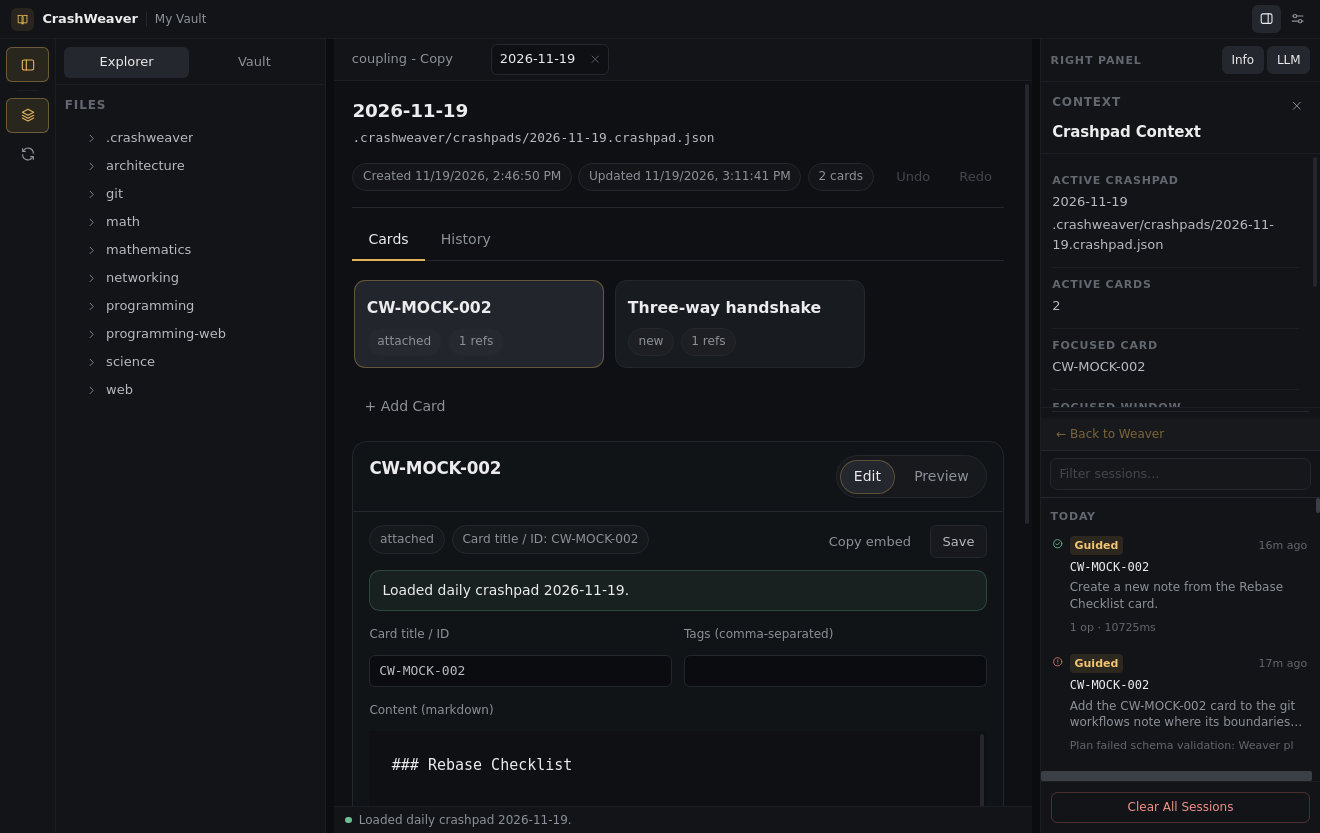 CrashWeaver
My Vault
Explorer
Vault
FILES
.crashweaver
architecture
git
math
mathematics
networking
programming
programming-web
science
web
coupling - Copy
2026-11-19
2026-11-19
.crashweaver/crashpads/2026-11-19.crashpad.json
Created 11/19/2026, 2:46:50 PM
Updated 11/19/2026, 3:11:41 PM
2 cards
Undo
Redo
Cards
History
CW-MOCK-002
attached
1 refs
Three-way handshake
new
1 refs
+ Add Card
CW-MOCK-002
Edit
Preview
attached
Card title / ID: CW-MOCK-002
Copy embed
Save
Loaded daily crashpad 2026-11-19.
Card title / ID
Tags (comma-separated)
CW-MOCK-002
Content (markdown)
### Rebase Checklist
Loaded daily crashpad 2026-11-19.
RIGHT PANEL
Info
LLM
CONTEXT
Crashpad Context
ACTIVE CRASHPAD
2026-11-19
.crashweaver/crashpads/2026-11-
19.crashpad.json
ACTIVE CARDS
2
FOCUSED CARD
CW-MOCK-002
FOCUSED WINDOW
← Back to Weaver
Filter sessions...
TODAY
Guided
16m ago
CW-MOCK-002
Create a new note from the Rebase
Checklist card.
1 op · 10725ms
Guided
17m ago
CW-MOCK-002
Add the CW-MOCK-002 card to the git
workflows note where its boundaries...
Plan failed schema validation: Weaver pl
Clear All Sessions